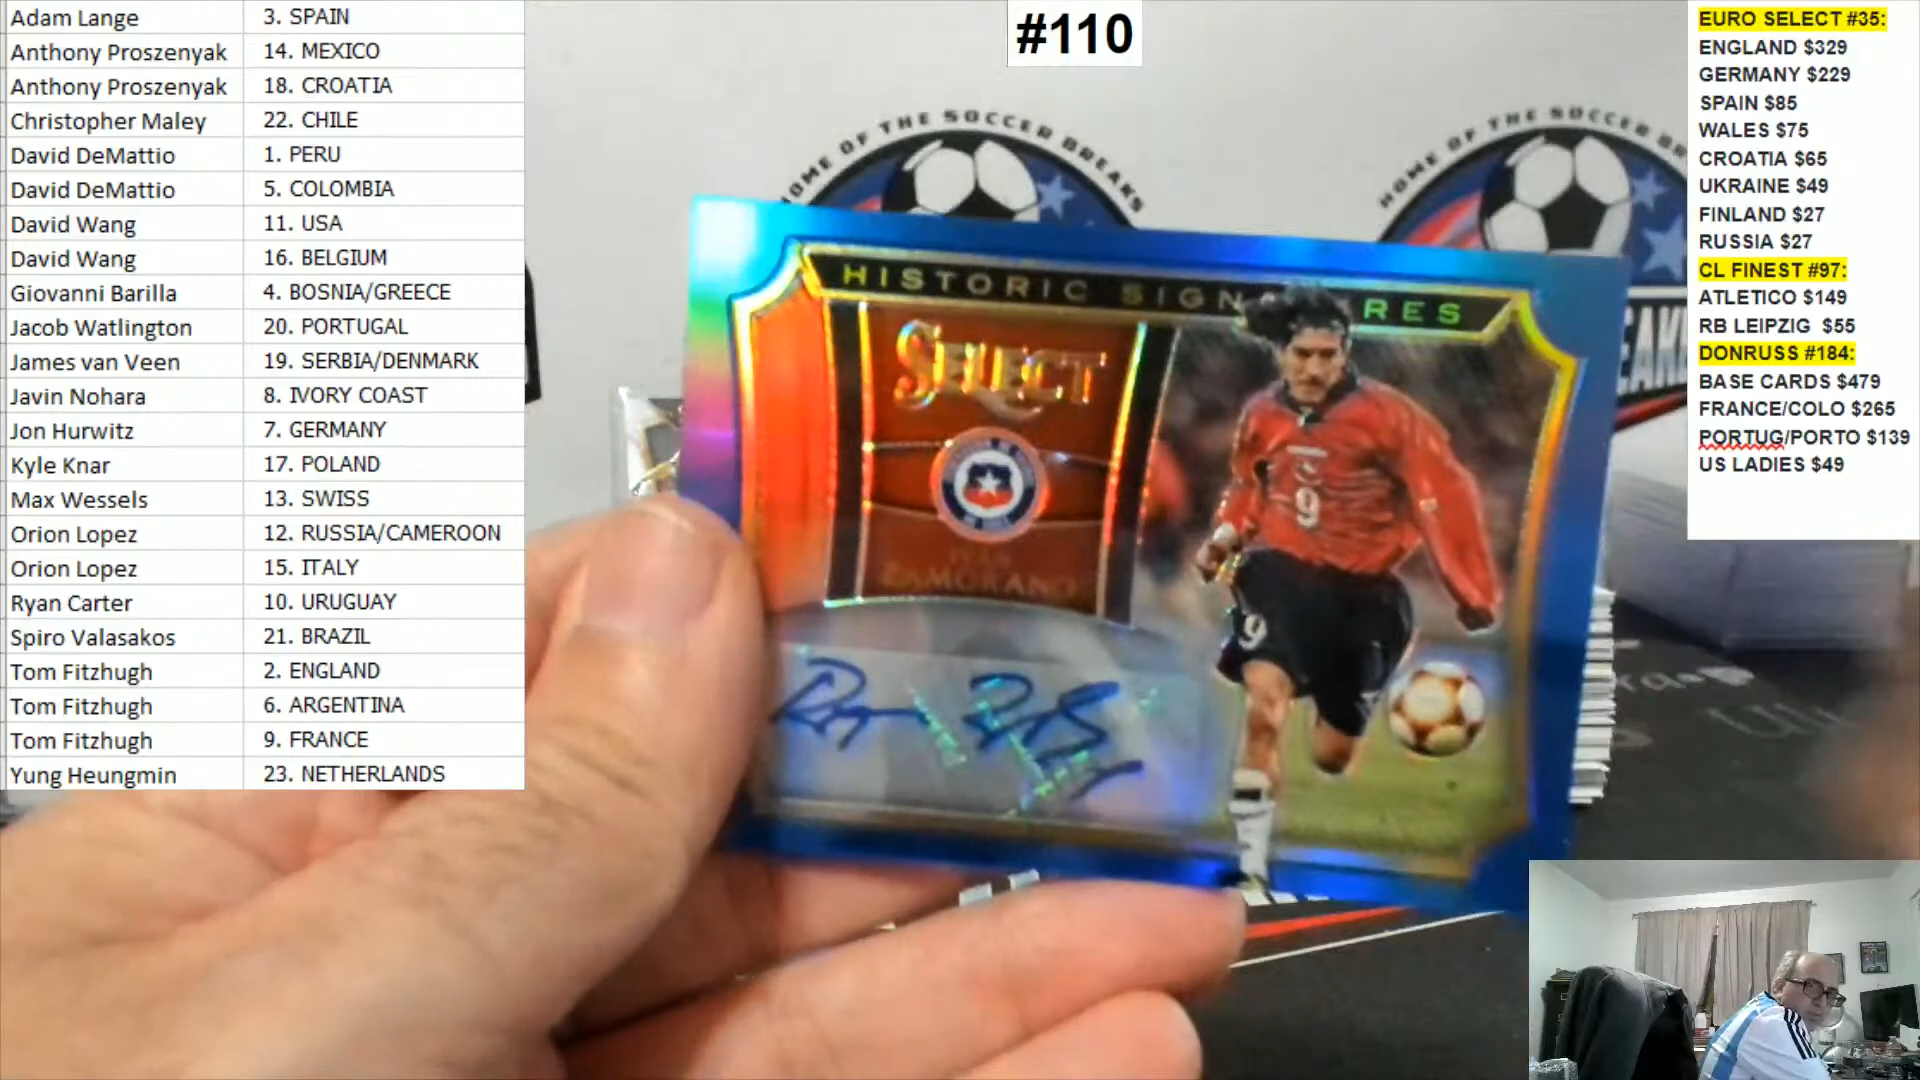 Adam Lange 3. SPAIN
Anthony Proszenyak 14. MEXICO
Anthony Proszenyak 18. CROATIA
Christopher Maley 22. CHILE
David DeMattio 1. PERU
David DeMattio 5. COLOMBIA
David Wang 11. USA
David Wang 16. BELGIUM
Giovanni Barilla 4. BOSNIA/GREECE
Jacob Watlington 20. PORTUGAL
James van Veen 19. SERBIA/DENMARK
Javin Nohara 8. IVORY COAST
Jon Hurwitz 7. GERMANY
Kyle Knar 17. POLAND
Max Wessels 13. SWISS
Orion Lopez 12. RUSSIA/CAMEROON
Orion Lopez 15. ITALY
Ryan Carter 10. URUGUAY
Spiro Valasakos 21. BRAZIL
Tom Fitzhugh 2. ENGLAND
Tom Fitzhugh 6. ARGENTINA
Tom Fitzhugh 9. FRANCE
Yung Heungmin 23. NETHERLANDS
#110
HOME OF THE SOCCER BREAKS
HOME OF THE SOCCER BREAKS
HISTORIC SIGNATURES
SELECT
ZAMORANO
9
9
EURO SELECT #35:
ENGLAND $329
GERMANY $229
SPAIN $85
WALES $75
CROATIA $65
UKRAINE $49
FINLAND $27
RUSSIA $27
CL FINEST #97:
ATLETICO $149
RB LEIPZIG $55
DONRUSS #184:
BASE CARDS $479
FRANCE/COLO $265
PORTUG/PORTO $139
US LADIES $49